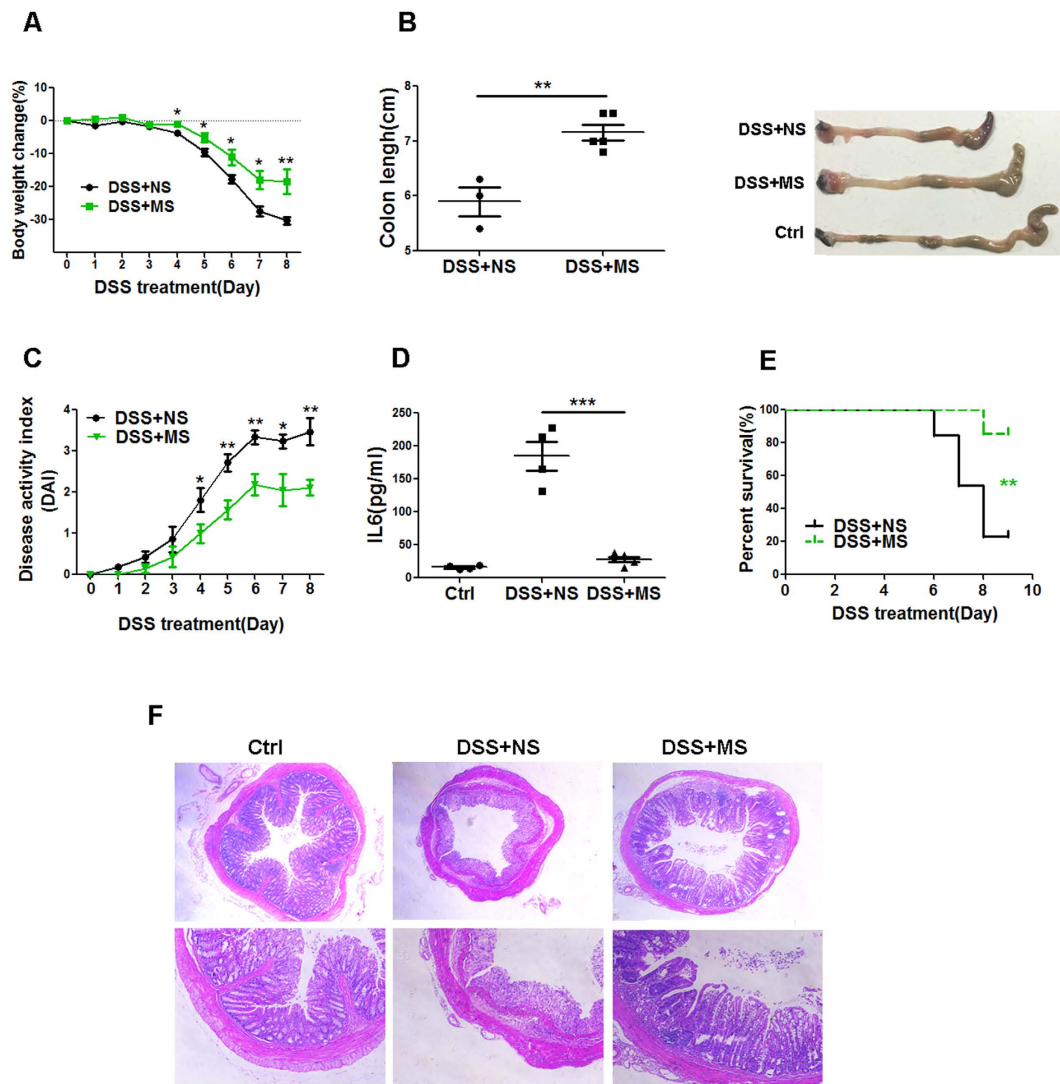 A
Body weight change(%)
10
0
-10
-20
-30
DSS+NS
DSS+MS
* * * * **
0 1 2 3 4 5 6 7 8
DSS treatment(Day)
B
Colon lengh(cm)
8
7
6
5
**
DSS+NS DSS+MS
DSS+NS
DSS+MS
Ctrl
C
Disease activity index
(DAI)
4
3
2
1
0
DSS+NS
DSS+MS
* ** ** * **
0 1 2 3 4 5 6 7 8
DSS treatment(Day)
D
IL6(pg/ml)
250
200
150
100
50
0
***
Ctrl DSS+NS DSS+MS
E
Percent survival(%)
100
80
60
40
20
0
**
DSS+NS
DSS+MS
0 2 4 6 8 10
DSS treatment(Day)
F
Ctrl DSS+NS DSS+MS